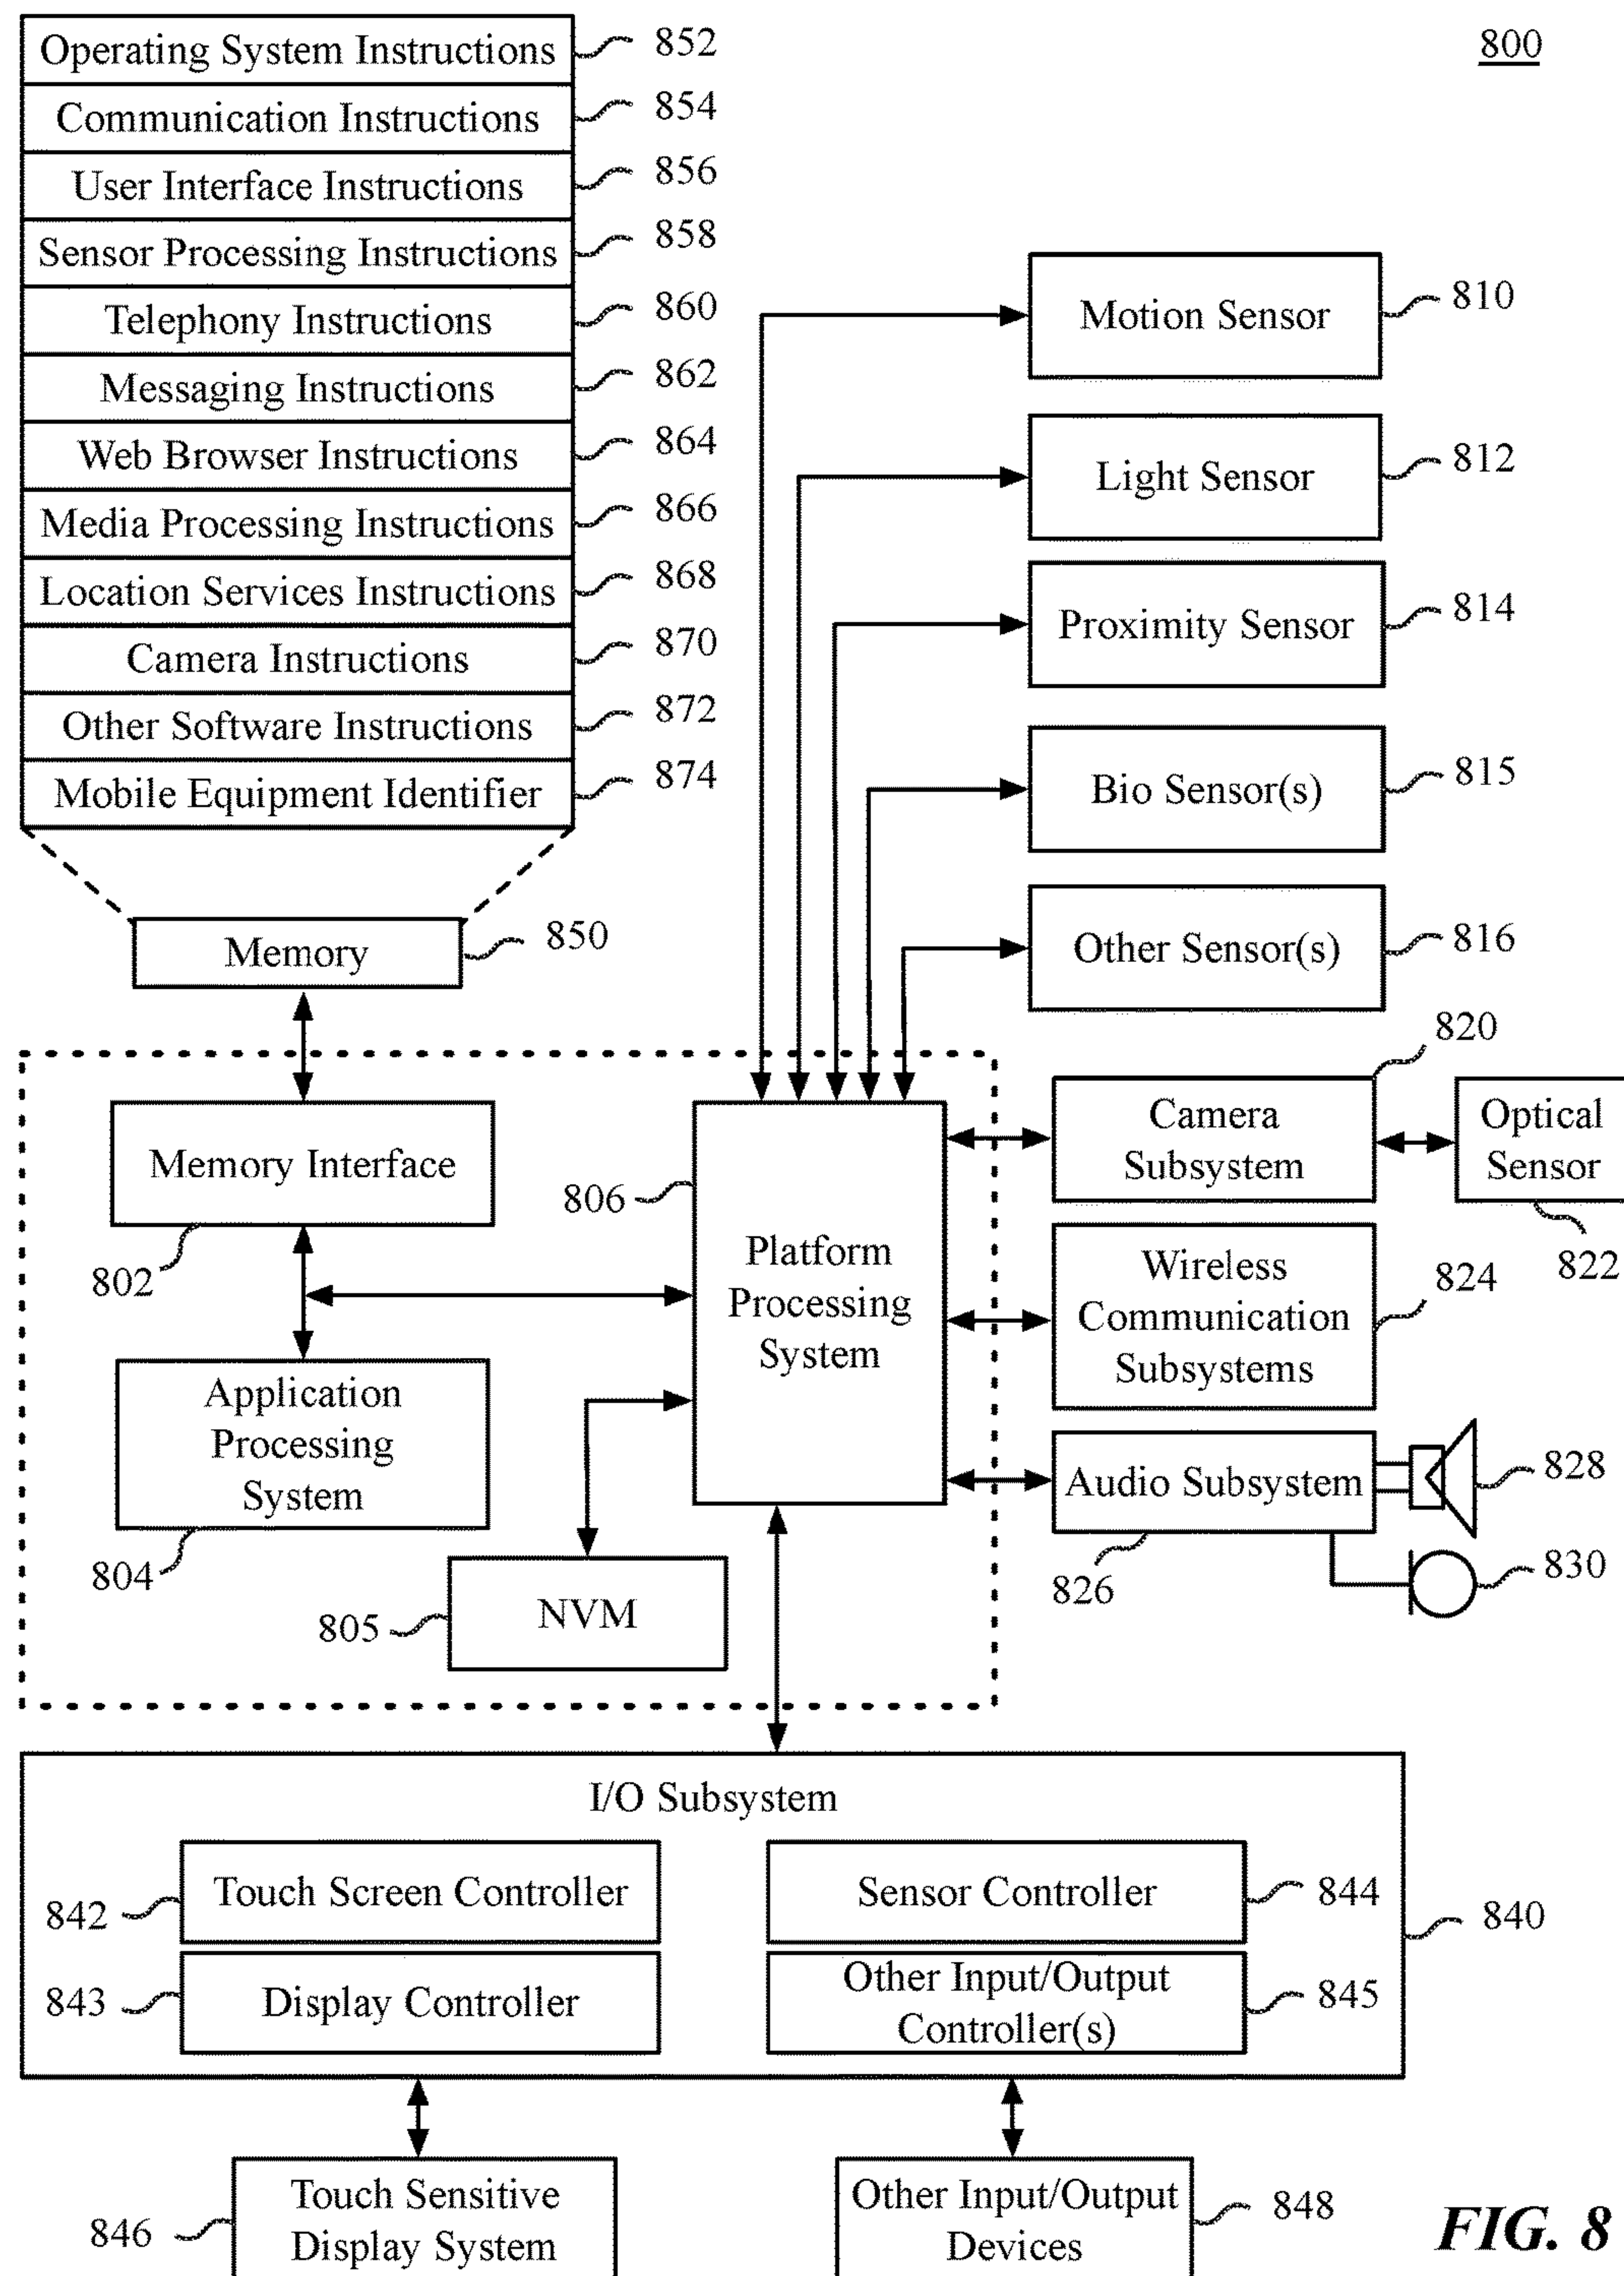 800
Operating System Instructions 852
Communication Instructions 854
User Interface Instructions 856
Sensor Processing Instructions 858
Telephony Instructions 860
Messaging Instructions 862
Web Browser Instructions 864
Media Processing Instructions 866
Location Services Instructions 868
Camera Instructions 870
Other Software Instructions 872
Mobile Equipment Identifier 874
Memory 850
Motion Sensor 810
Light Sensor 812
Proximity Sensor 814
Bio Sensor(s) 815
Other Sensor(s) 816
Memory Interface
802
Application
Processing
System
804
805 NVM
806
Platform
Processing
System
820
Camera
Subsystem
Optical
Sensor
822
Wireless
Communication
Subsystems
824
Audio Subsystem
826
828
830
I/O Subsystem
840
842 Touch Screen Controller
Sensor Controller 844
843 Display Controller
Other Input/Output
Controller(s)
845
846
Touch Sensitive
Display System
Other Input/Output
Devices
848
FIG. 8